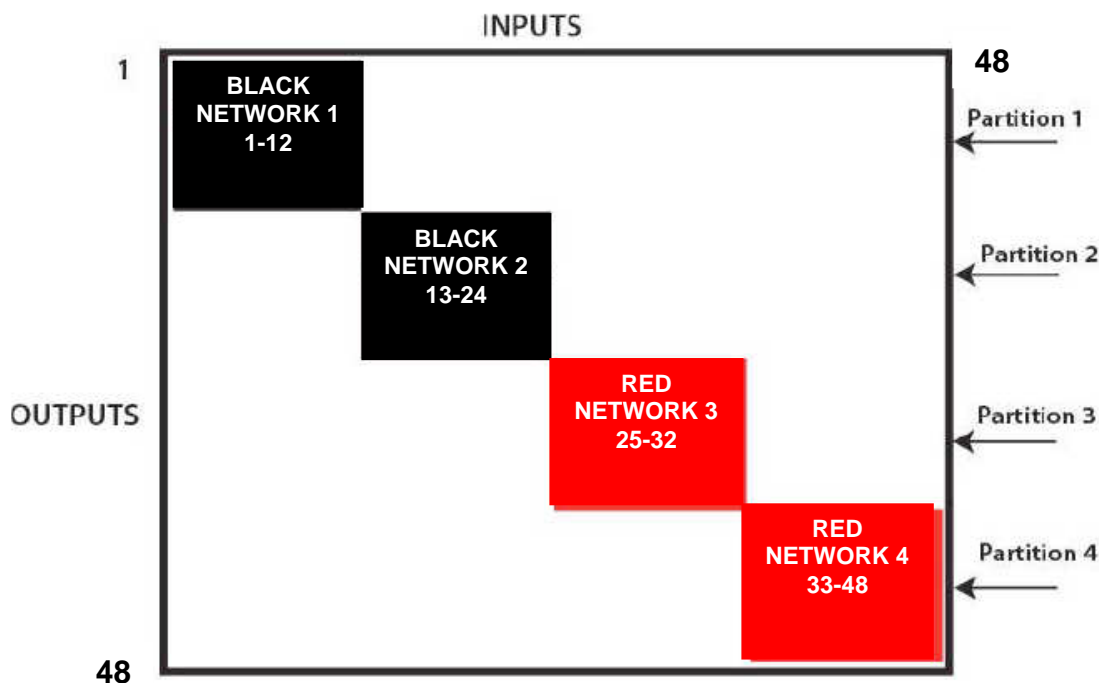 INPUTS
1
48
BLACK
NETWORK 1
1-12
Partition 1
BLACK
NETWORK 2
13-24
Partition 2
RED
NETWORK 3
25-32
OUTPUTS
Partition 3
RED
NETWORK 4
33-48
Partition 4
48